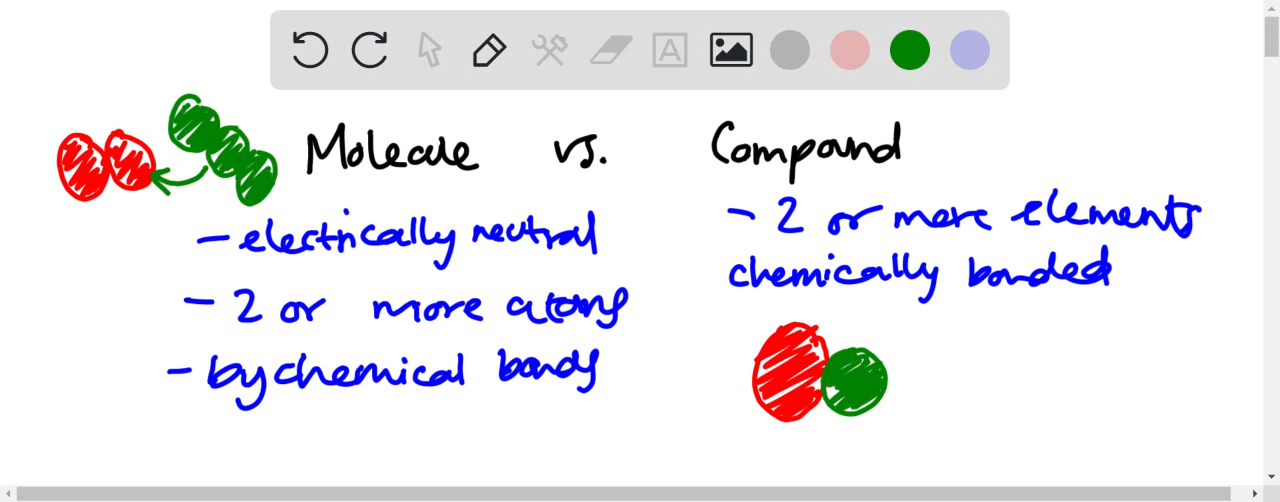 A
Molecule vs. Compound
- electrically neutral
- 2 or more atoms
- by chemical bonds
- 2 or more elements
chemically bonded